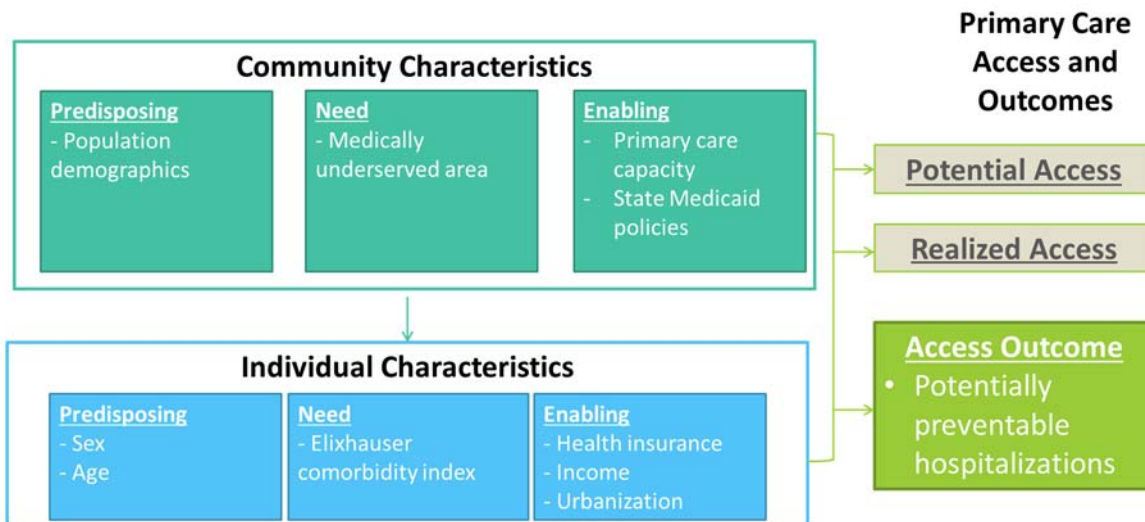 Community Characteristics
Predisposing
- Population
demographics
Need
- Medically
underserved area
Enabling
- Primary care
capacity
- State Medicaid
policies
Individual Characteristics
Predisposing
- Sex
- Age
Need
- Elixhauser
comorbidity index
Enabling
- Health insurance
- Income
- Urbanization
Primary Care
Access and
Outcomes
Potential Access
Realized Access
Access Outcome
• Potentially
preventable
hospitalizations